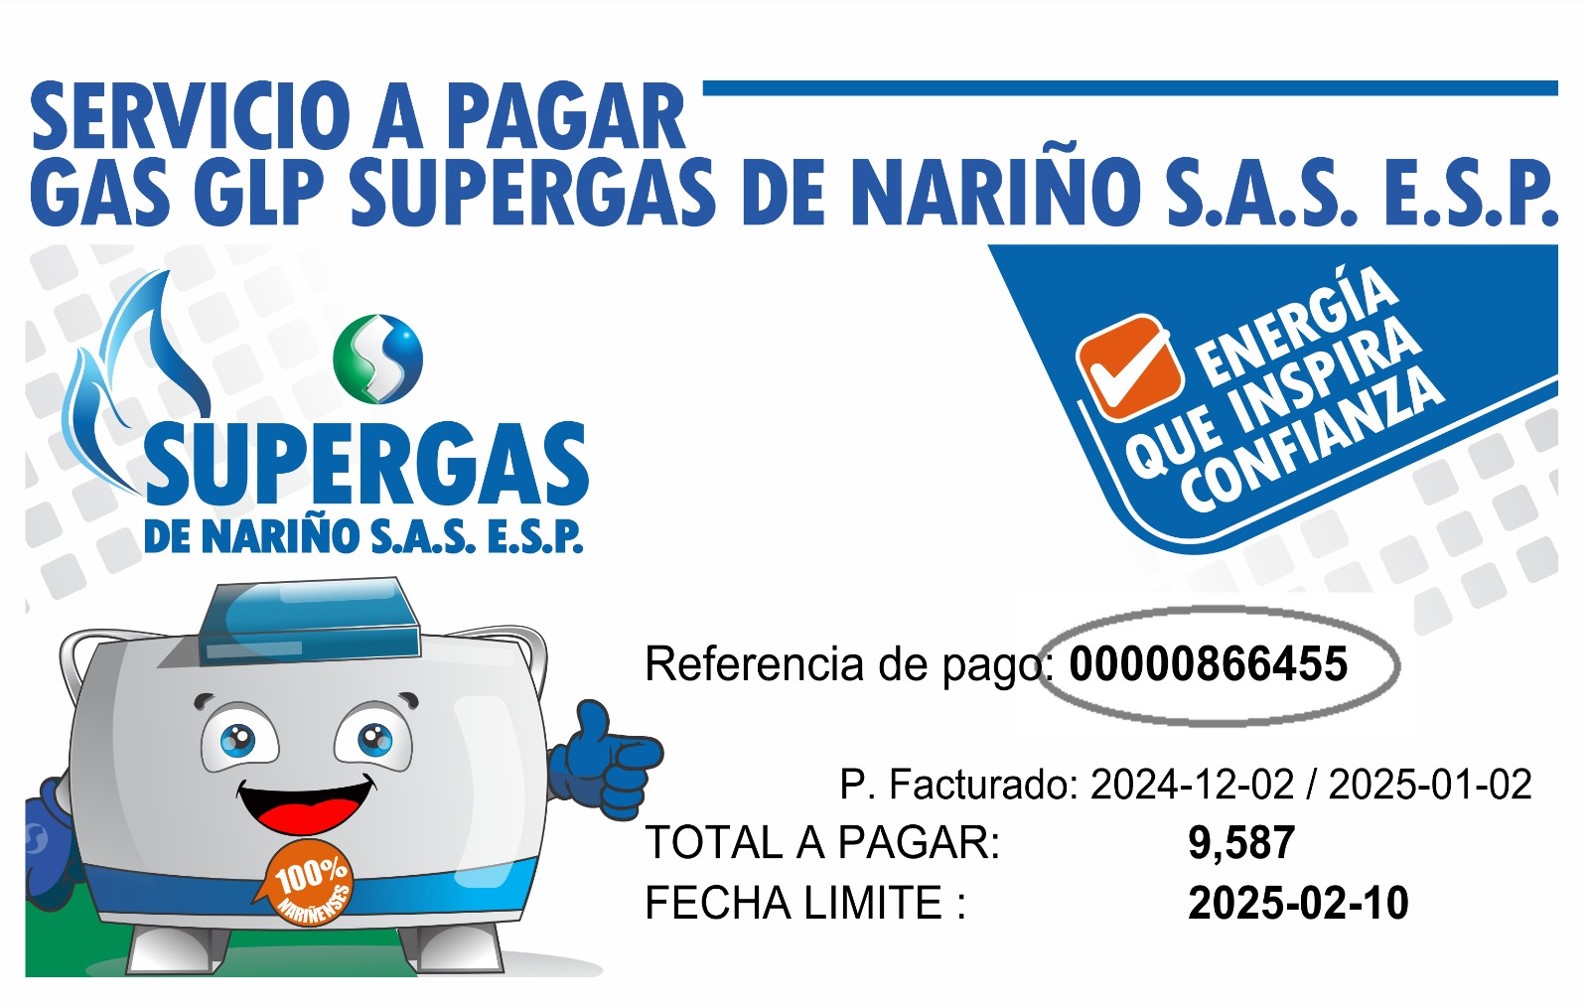 SERVICIO A PAGAR
GAS GLP SUPERGAS DE NARIÑO S.A.S. E.S.P.
ENERGÍA
QUE INSPIRA
CONFIANZA
SUPERGAS
DE NARIÑO S.A.S. E.S.P.
Referencia de pago: 00000866455
P. Facturado: 2024-12-02 / 2025-01-02
TOTAL A PAGAR: 9,587
FECHA LIMITE : 2025-02-10
100%
NARIÑENSES